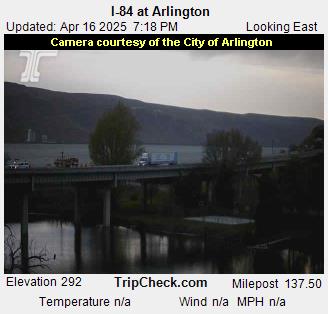 I-84 at Arlington
Updated: Apr 16 2025 7:18 PM Looking East
Camera courtesy of the City of Arlington
Elevation 292 TripCheck.com Milepost 137.50
Temperature n/a Wind n/a MPH n/a